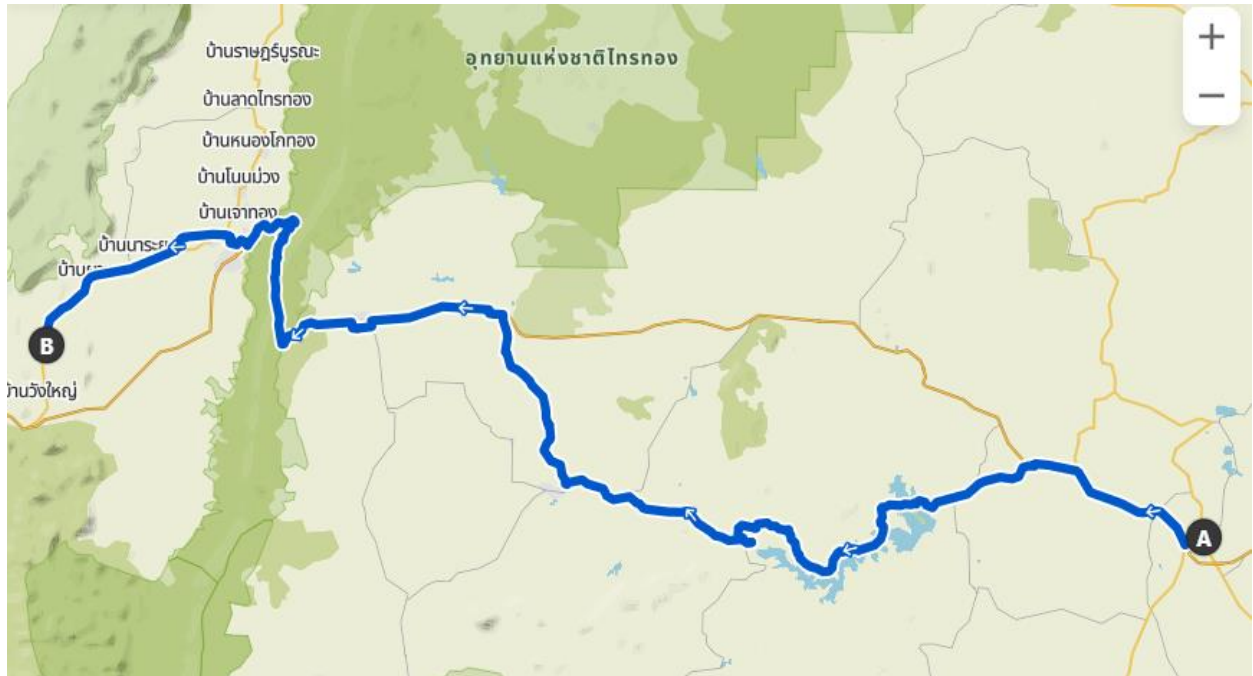 บ้านราษฎร์บูรณะ
อุทยานแห่งชาติไทรทอง
บ้านลาดไทรทอง
บ้านหนองโกทอง
บ้านโนนม่วง
บ้านเจาทอง
B
A
บ้านวังใหญ่